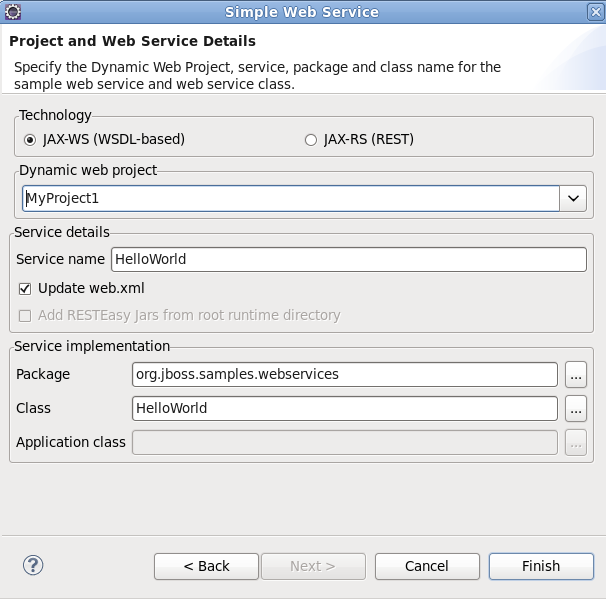 Simple Web Service
Project and Web Service Details
Specify the Dynamic Web Project, service, package and class name for the
sample web service and web service class.
Technology
JAX-WS (WSDL-based) JAX-RS (REST)
Dynamic web project
MyProject1
Service details
Service name HelloWorld
Update web.xml
Add RESTEasy Jars from root runtime directory
Service implementation
Package org.jboss.samples.webservices ...
Class HelloWorld ...
Application class ...
? < Back Next > Cancel Finish